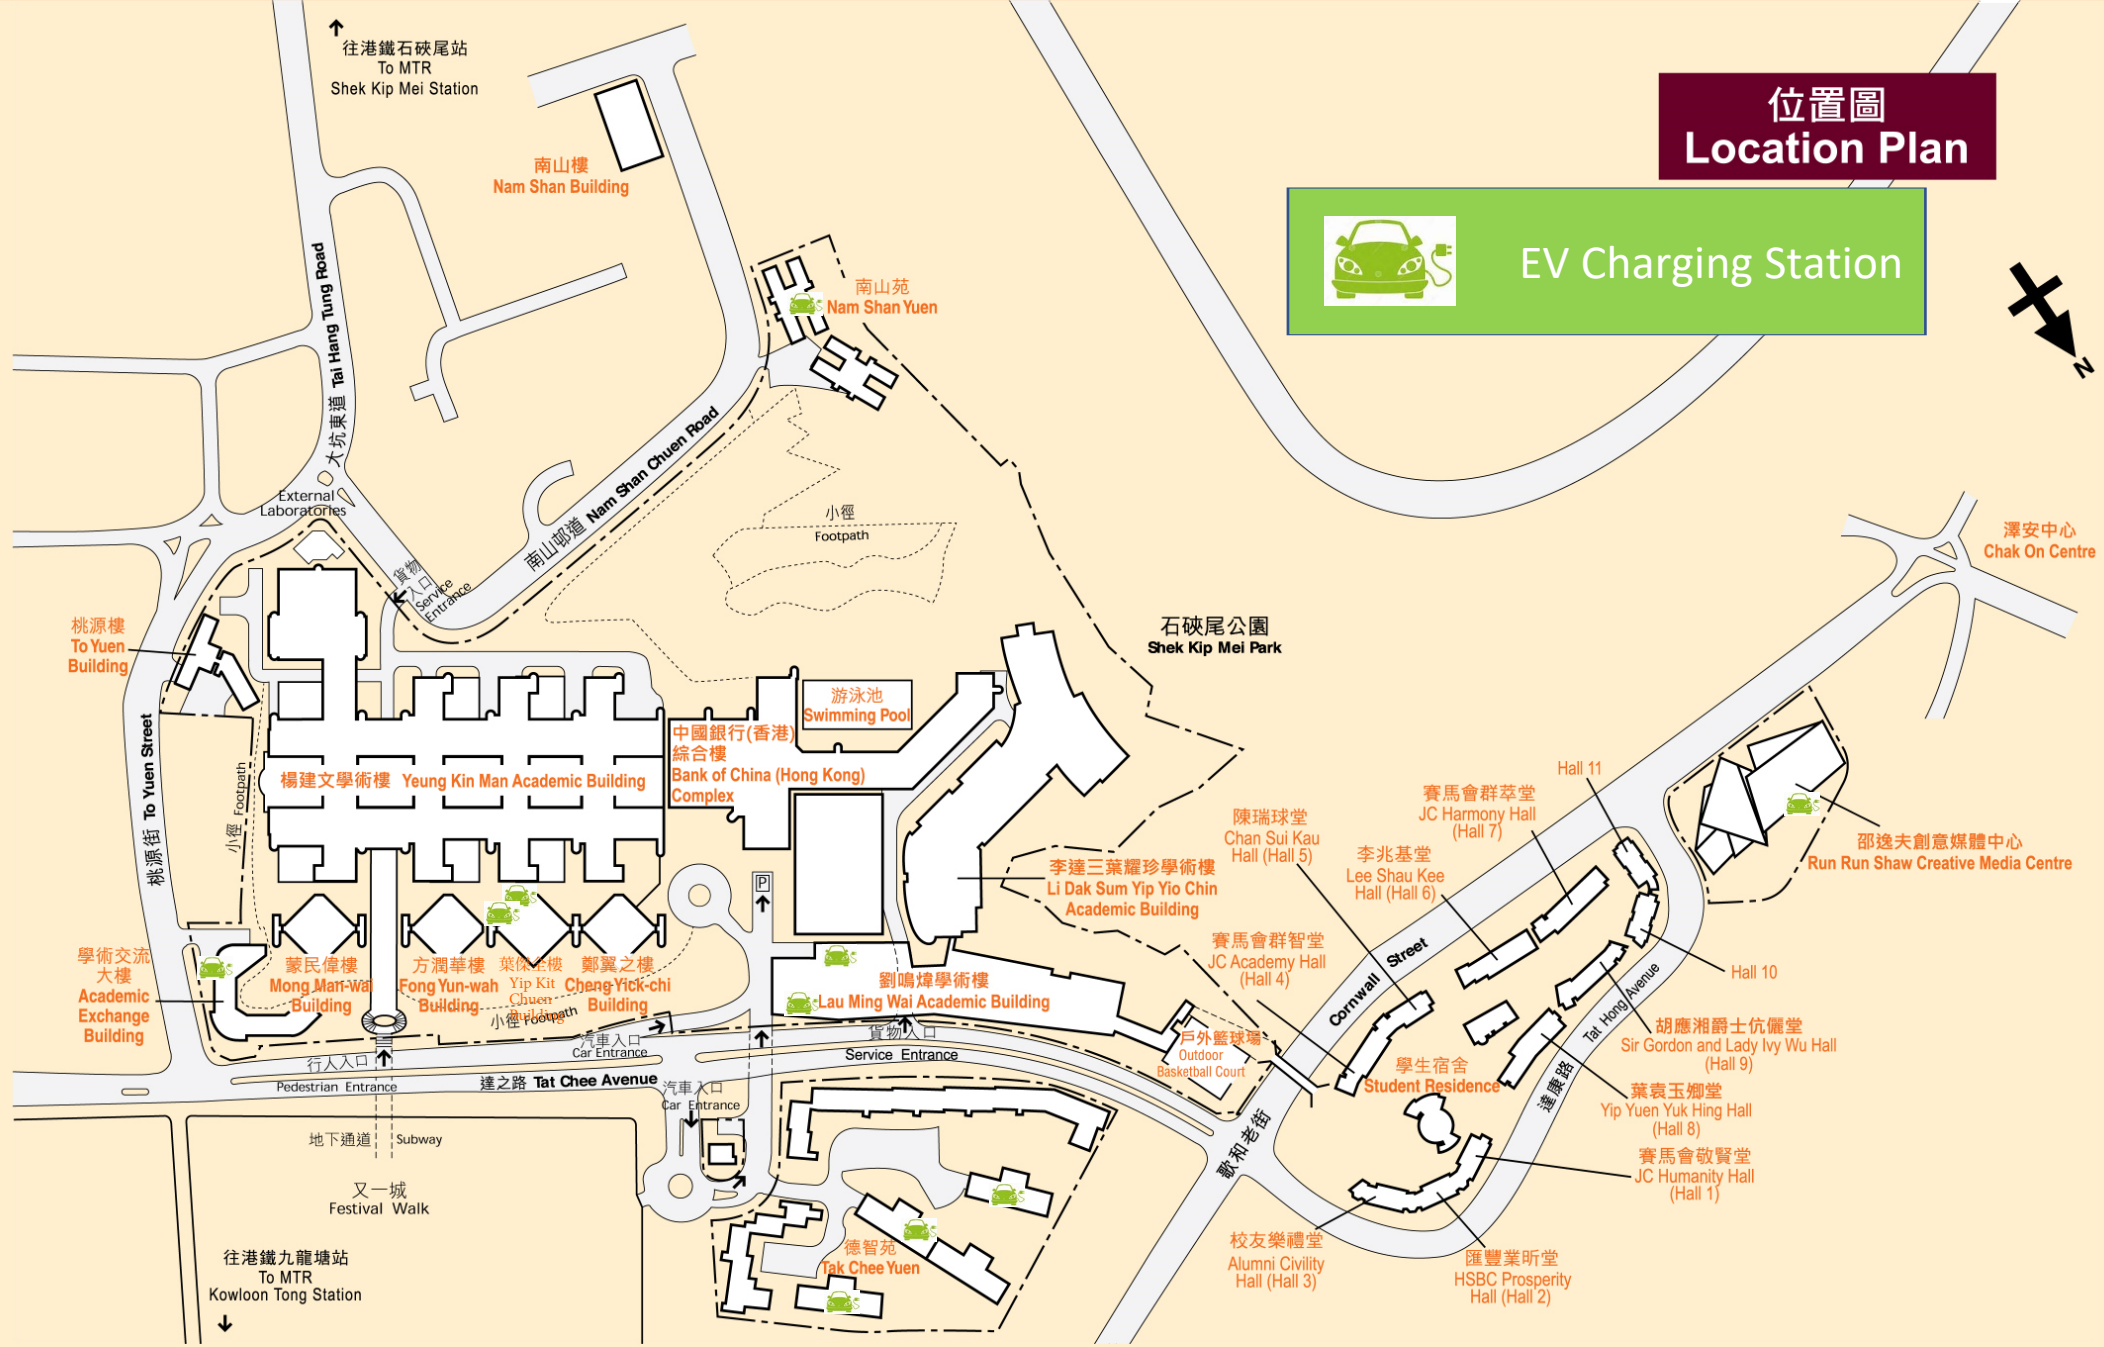 往港鐵石硤尾站
To MTR
Shek Kip Mei Station
位置圖
Location Plan
EV Charging Station
N
南山樓
Nam Shan Building
大坑東道 Tai Hang Tung Road
南山苑
Nam Shan Yuen
南山邨道 Nam Shan Chuen Road
External
Laboratories
貨物
入口
Service
Entrance
小徑
Footpath
澤安中心
Chak On Centre
石硤尾公園
Shek Kip Mei Park
桃源樓
To Yuen
Building
桃源街 To Yuen Street
小徑 Footpath
游泳池
Swimming Pool
中國銀行(香港)
綜合樓
Bank of China (Hong Kong)
Complex
楊建文學術樓 Yeung Kin Man Academic Building
P
李達三葉耀珍學術樓
Li Dak Sum Yip Yio Chin
Academic Building
邵逸夫創意媒體中心
Run Run Shaw Creative Media Centre
Hall 11
賽馬會群萃堂
JC Harmony Hall
(Hall 7)
陳瑞球堂
Chan Sui Kau
Hall (Hall 5)
李兆基堂
Lee Shau Kee
Hall (Hall 6)
賽馬會群智堂
JC Academy Hall
(Hall 4)
Cornwall Street
Hall 10
Tat Hong Avenue
達康路
胡應湘爵士伉儷堂
Sir Gordon and Lady Ivy Wu Hall
(Hall 9)
學生宿舍
Student Residence
葉袁玉卿堂
Yip Yuen Yuk Hing Hall
(Hall 8)
賽馬會敬賢堂
JC Humanity Hall
(Hall 1)
校友樂禮堂
Alumni Civility
Hall (Hall 3)
匯豐業昕堂
HSBC Prosperity
Hall (Hall 2)
歌和老街
學術交流
大樓
Academic
Exchange
Building
蒙民偉樓
Mong Man-wai
Building
方潤華樓
Fong Yun-wah
Building
葉傑全樓
Yip Kit
Chuen
Building
鄭翼之樓
Cheng Yick-chi
Building
小徑 Footpath
劉鳴煒學術樓
Lau Ming Wai Academic Building
貨物入口
Service Entrance
戶外籃球場
Outdoor
Basketball Court
汽車入口
Car Entrance
行人入口
Pedestrian Entrance
達之路 Tat Chee Avenue
汽車入口
Car Entrance
地下通道 Subway
又一城
Festival Walk
往港鐵九龍塘站
To MTR
Kowloon Tong Station
德智苑
Tak Chee Yuen